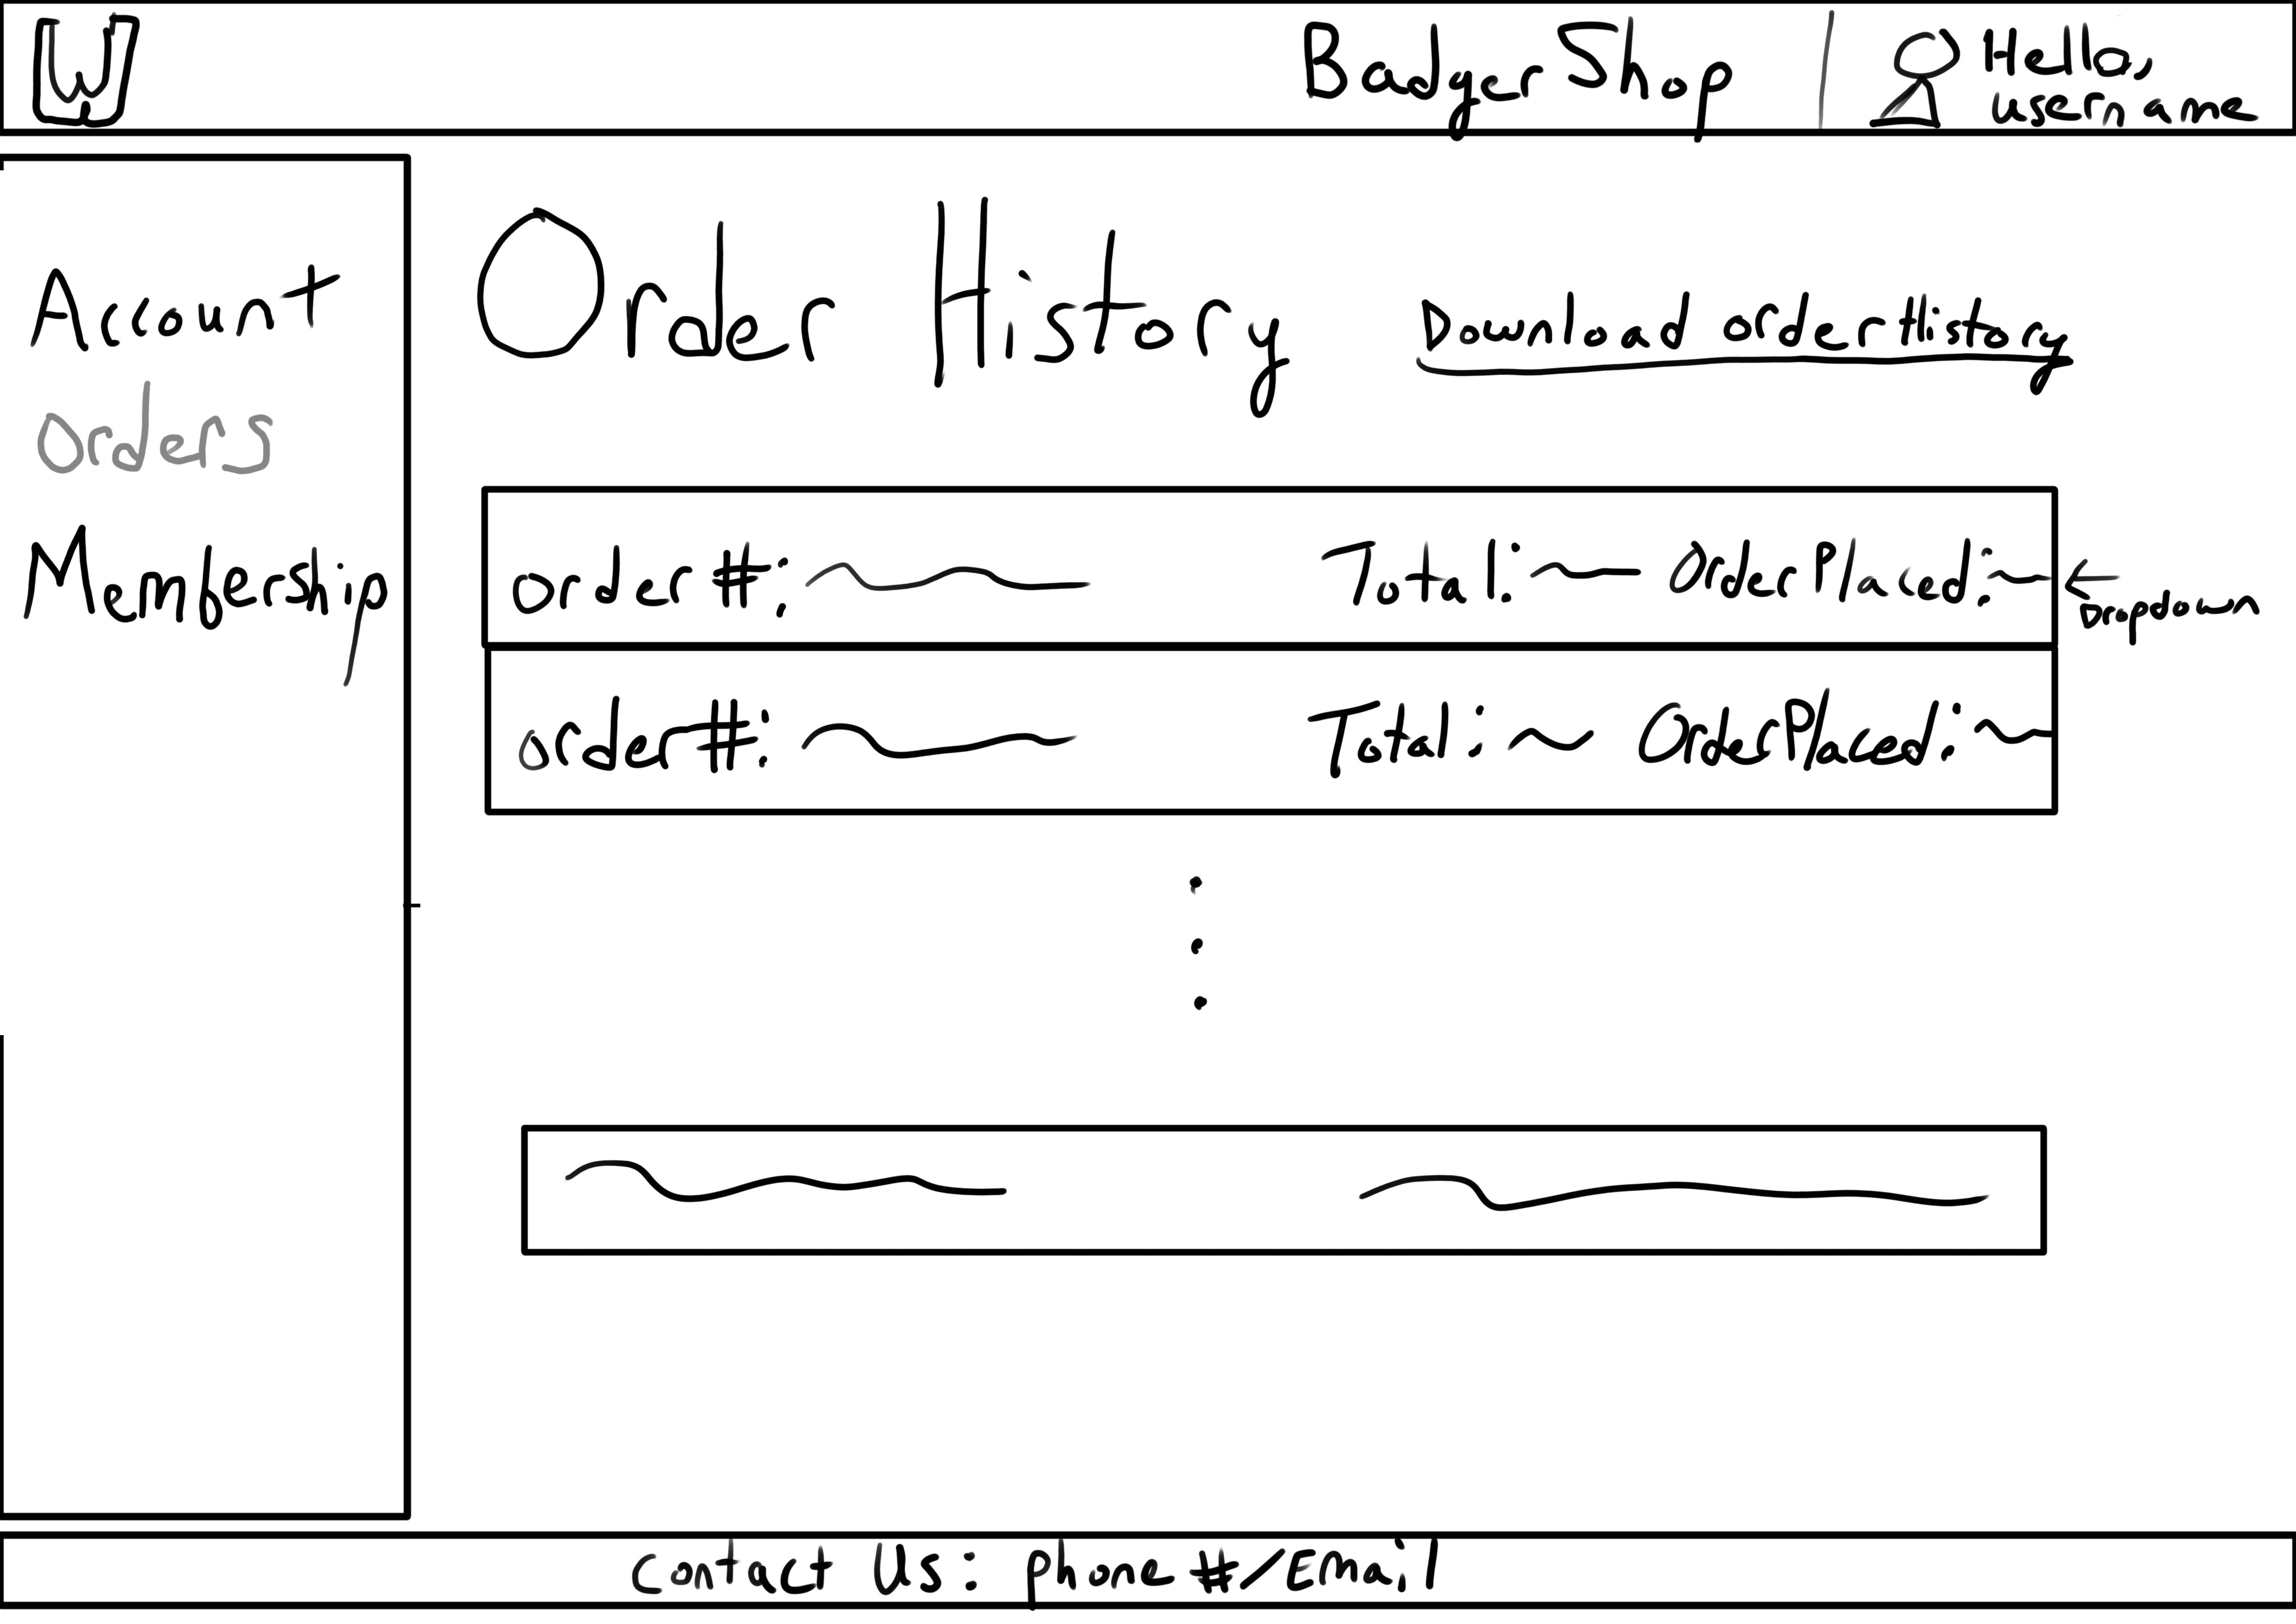 W
BadgerShop
Hello,
username
Account
Orders
Membership
Order History
Download orderHistory
order #:
Total:
OrderPlaced:
Dropdown
order#:
Total:
OrderPlaced:
Contact Us: phone #/Email